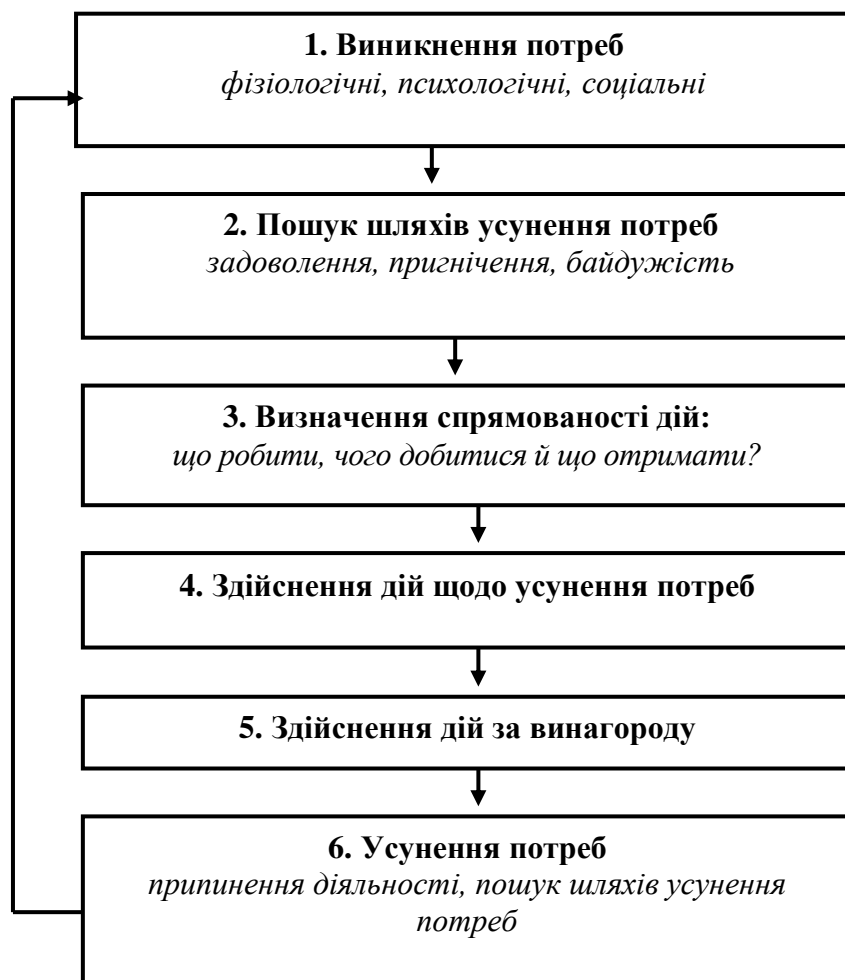 1. Виникнення потреб
фізіологічні, психологічні, соціальні
2. Пошук шляхів усунення потреб
задоволення, пригнічення, байдужість
3. Визначення спрямованості дій:
що робити, чого добитися й що отримати?
4. Здійснення дій щодо усунення потреб
5. Здійснення дій за винагороду
6. Усунення потреб
припинення діяльності, пошук шляхів усунення
потреб